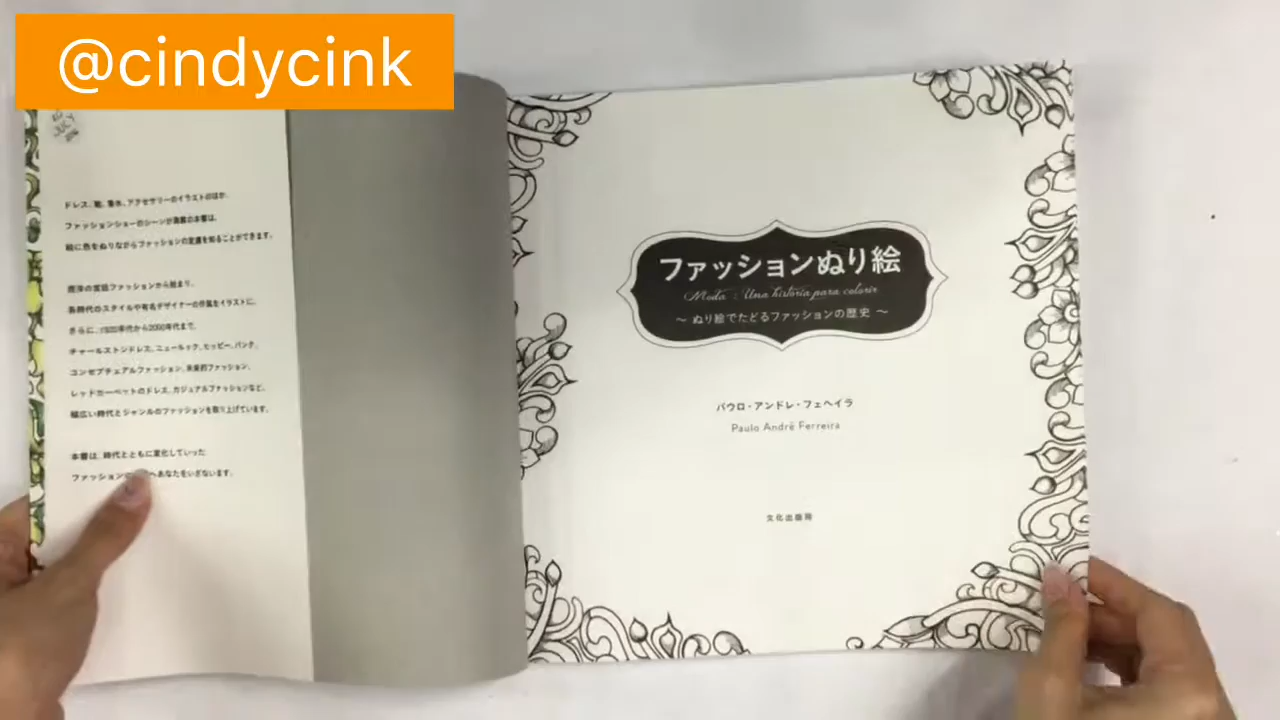 @cindycink
ドレス、靴、香水、アクセサリーのイラストのほか、
ファッションショーのシーンが満載の本書は、
絵に色をぬりながらファッションの変遷を知ることができます。
西洋の宮廷ファッションから始まり、
各時代のスタイルや有名デザイナーの作風をイラストに。
さらに、1920年代から2000年代まで、
チャールストンドレス、ニュールック、ヒッピー、パンク、
コンセプチュアルファッション、未来的ファッション、
レッドカーペットのドレス、カジュアルファッションなど、
幅広い時代とジャンルのファッションを取り上げています。
本書は、時代とともに変化していった
ファッションの へあなたをいざないます。
ファッションぬり絵
Moda : Una história para colorir
〜 ぬり絵でたどるファッションの歴史 〜
パウロ・アンドレ・フェヘイラ
Paulo André Ferreira
文化出版局